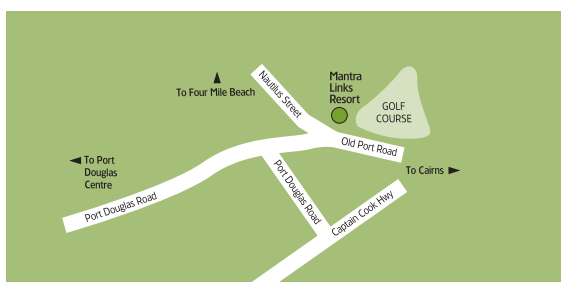 Nautilus Street
Mantra
Links
Resort
To Four Mile Beach
GOLF
COURSE
Old Port Road
To Port
Douglas
Centre
To Cairns
Port Douglas Road
Port Douglas Road
Captain Cook Hwy